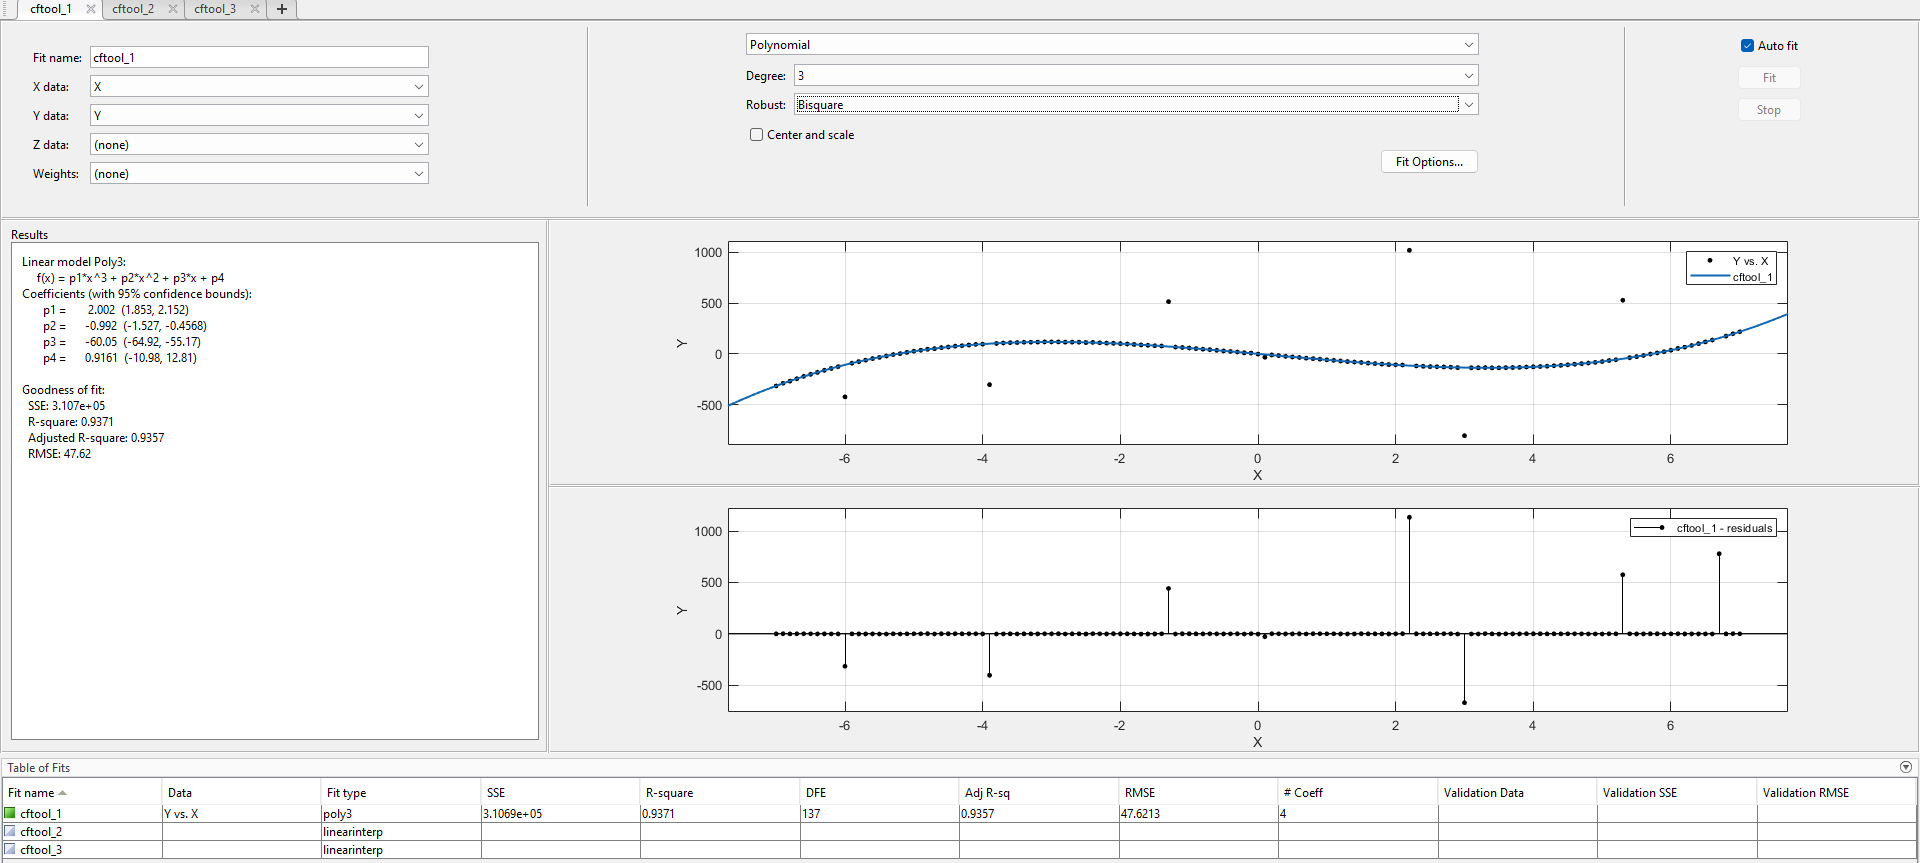 cftool_1
cftool_2
cftool_3
Fit name: cftool_1
X data: X
Y data: Y
Z data: (none)
Weights: (none)
Polynomial
Degree: 3
Robust: Bisquare
Center and scale
Fit Options...
Auto fit
Fit
Stop
Results
Linear model Poly3:
f(x) = p1*x^3 + p2*x^2 + p3*x + p4
Coefficients (with 95% confidence bounds):
p1 = 2.002 (1.853, 2.152)
p2 = -0.992 (-1.527, -0.4568)
p3 = -60.05 (-64.92, -55.17)
p4 = 0.9161 (-10.98, 12.81)
Goodness of fit:
SSE: 3.107e+05
R-square: 0.9371
Adjusted R-square: 0.9357
RMSE: 47.62
1000
500
0
-500
Y
Y vs. X
cftool_1
-6 -4 -2 0 2 4 6
X
1000
500
0
-500
Y
cftool_1 - residuals
-6 -4 -2 0 2 4 6
X
Table of Fits
Fit name Data Fit type SSE R-square DFE Adj R-sq RMSE # Coeff Validation Data Validation SSE Validation RMSE
cftool_1 Y vs. X poly3 3.1069e+05 0.9371 137 0.9357 47.6213 4
cftool_2 linearinterp
cftool_3 linearinterp